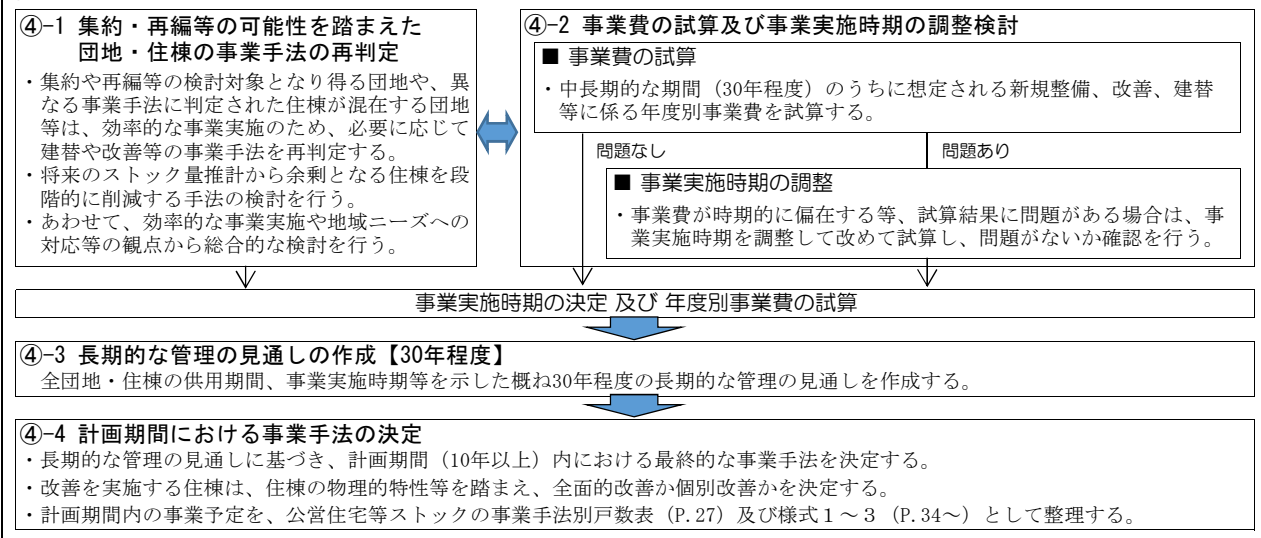 ④-1 集約・再編等の可能性を踏まえた
団地・住棟の事業手法の再判定
・集約や再編等の検討対象となり得る団地や、異
なる事業手法に判定された住棟が混在する団地
等は、効率的な事業実施のため、必要に応じて
建替や改善等の事業手法を再判定する。
・将来のストック量推計から余剰となる住棟を段
階的に削減する手法の検討を行う。
・あわせて、効率的な事業実施や地域ニーズへの
対応等の観点から総合的な検討を行う。
④-2 事業費の試算及び事業実施時期の調整検討
■ 事業費の試算
・中長期的な期間（30年程度）のうちに想定される新規整備、改善、建替
等に係る年度別事業費を試算する。
問題なし
問題あり
■ 事業実施時期の調整
・事業費が時期的に偏在する等、試算結果に問題がある場合は、事
業実施時期を調整して改めて試算し、問題がないか確認を行う。
事業実施時期の決定 及び 年度別事業費の試算
④-3 長期的な管理の見通しの作成【30年程度】
全団地・住棟の供用期間、事業実施時期等を示した概ね30年程度の長期的な管理の見通しを作成する。
④-4 計画期間における事業手法の決定
・長期的な管理の見通しに基づき、計画期間（10年以上）内における最終的な事業手法を決定する。
・改善を実施する住棟は、住棟の物理的特性等を踏まえ、全面的改善か個別改善かを決定する。
・計画期間内の事業予定を、公営住宅等ストックの事業手法別戸数表（P.27）及び様式１～３（P.34～）として整理する。